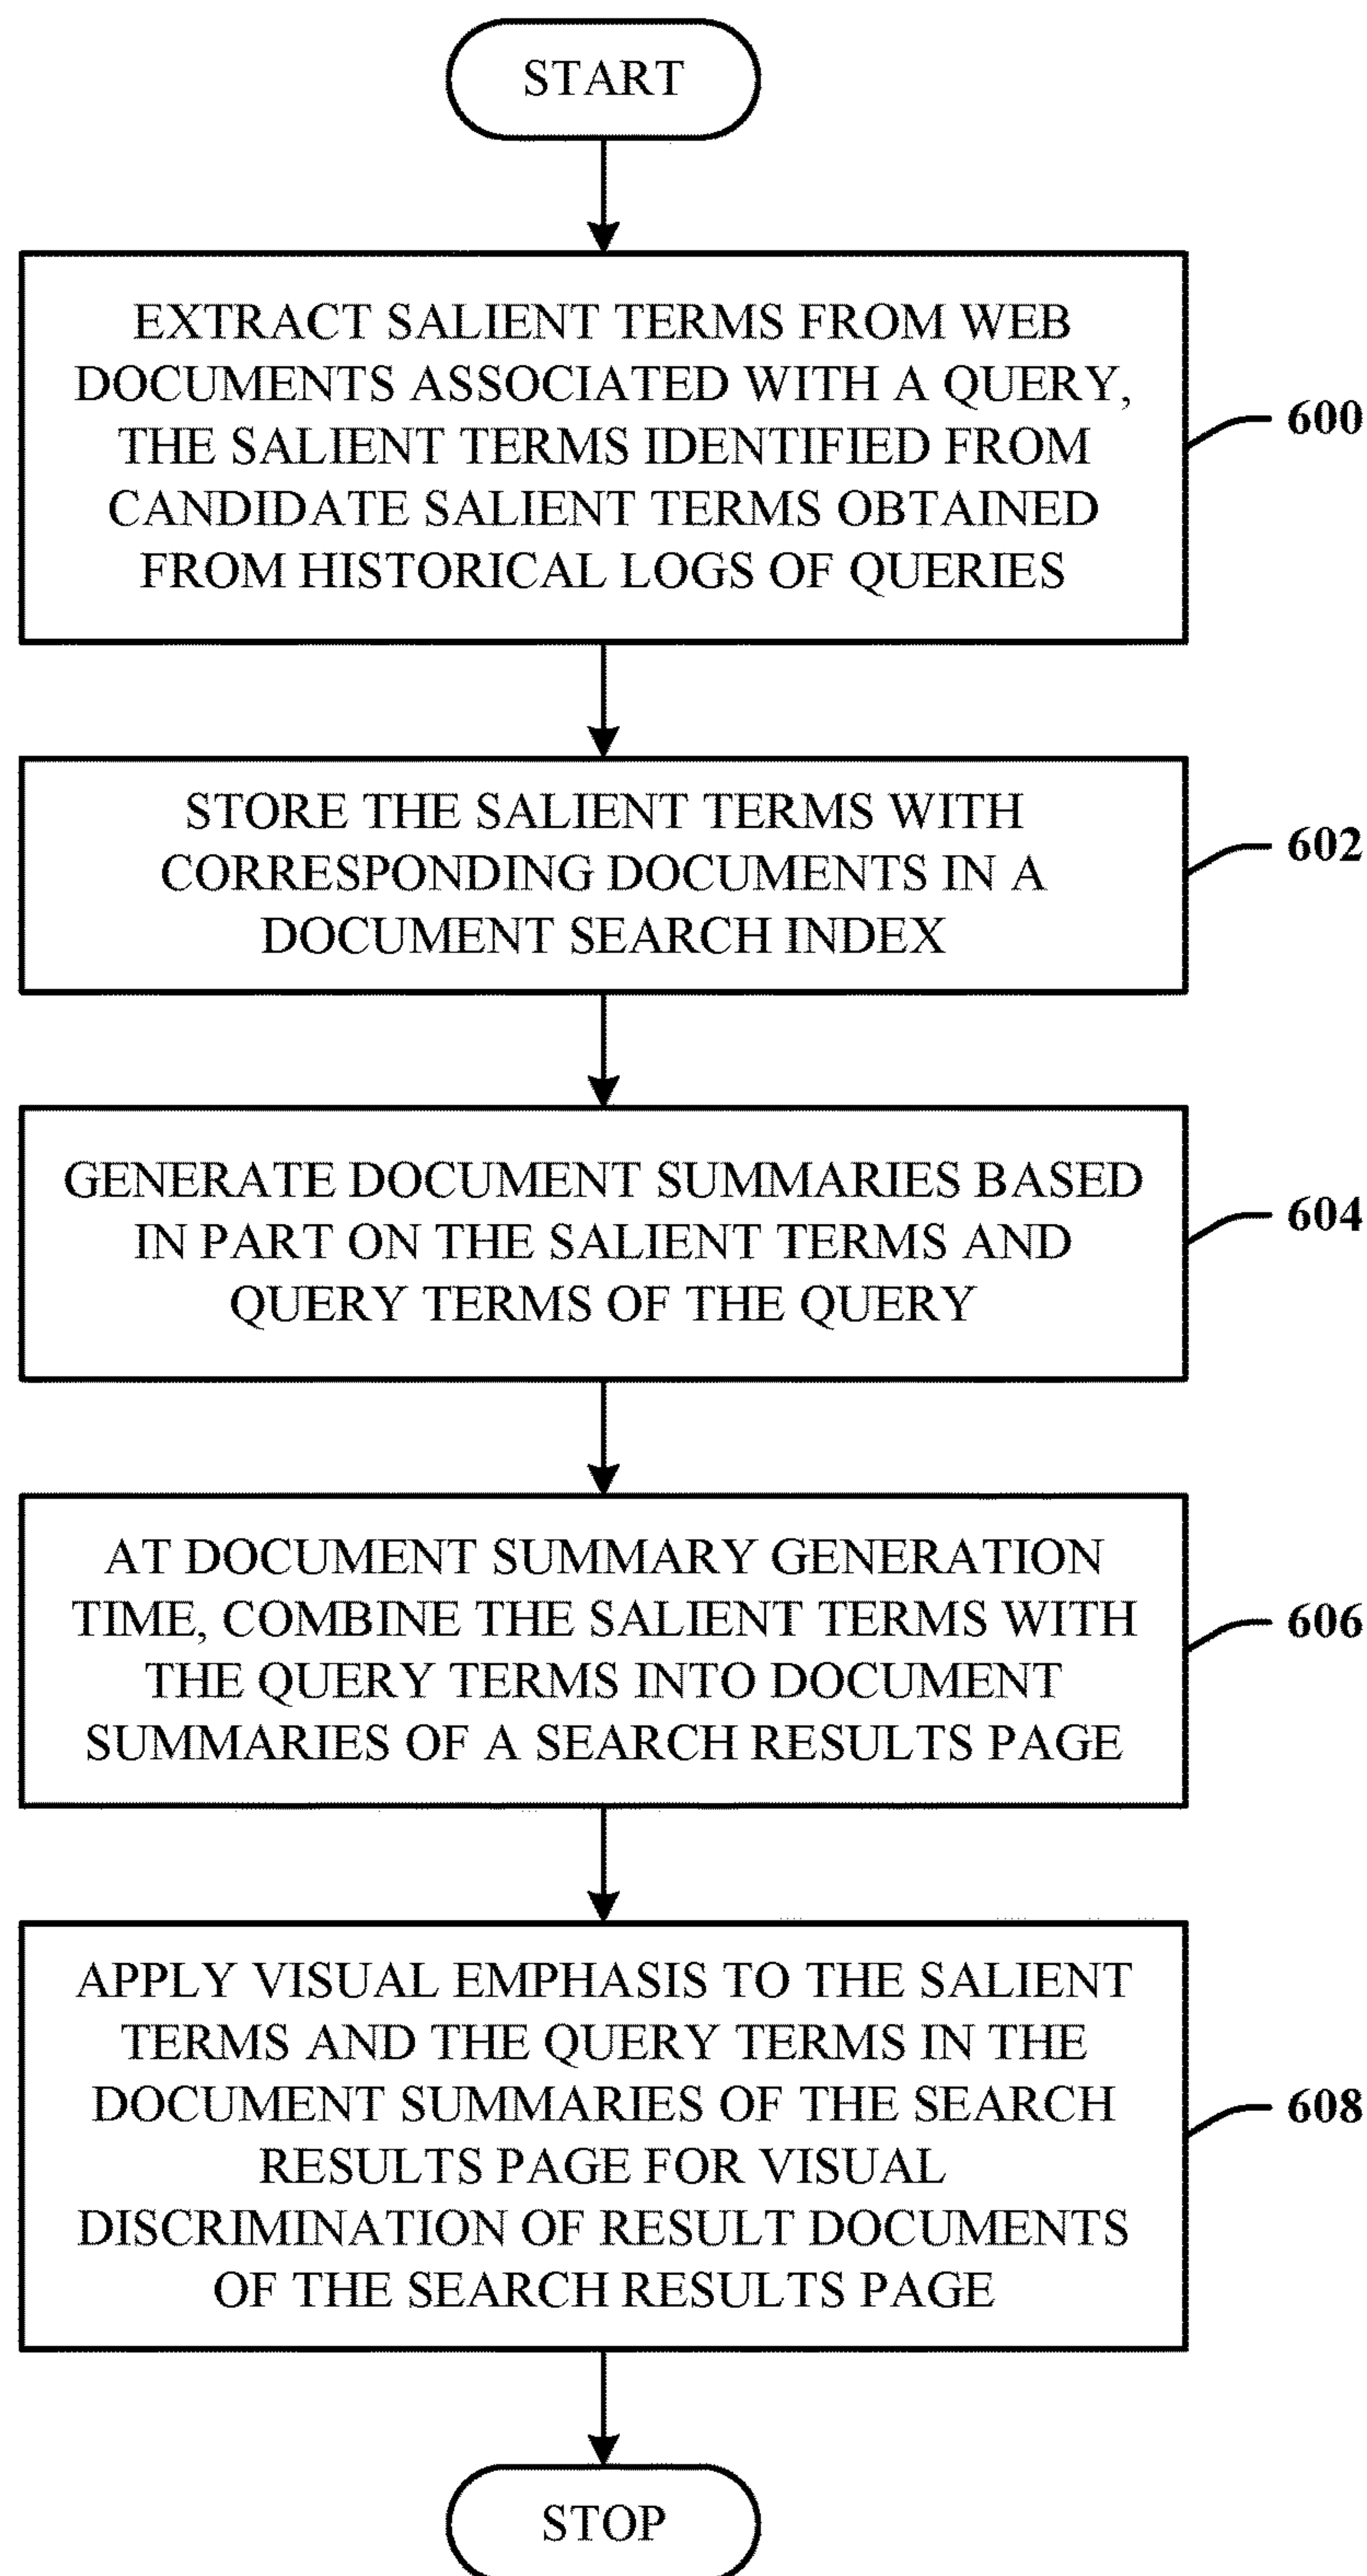 START
EXTRACT SALIENT TERMS FROM WEB
DOCUMENTS ASSOCIATED WITH A QUERY,
THE SALIENT TERMS IDENTIFIED FROM
CANDIDATE SALIENT TERMS OBTAINED
FROM HISTORICAL LOGS OF QUERIES
600
STORE THE SALIENT TERMS WITH
CORRESPONDING DOCUMENTS IN A
DOCUMENT SEARCH INDEX
602
GENERATE DOCUMENT SUMMARIES BASED
IN PART ON THE SALIENT TERMS AND
QUERY TERMS OF THE QUERY
604
AT DOCUMENT SUMMARY GENERATION
TIME, COMBINE THE SALIENT TERMS WITH
THE QUERY TERMS INTO DOCUMENT
SUMMARIES OF A SEARCH RESULTS PAGE
606
APPLY VISUAL EMPHASIS TO THE SALIENT
TERMS AND THE QUERY TERMS IN THE
DOCUMENT SUMMARIES OF THE SEARCH
RESULTS PAGE FOR VISUAL
DISCRIMINATION OF RESULT DOCUMENTS
OF THE SEARCH RESULTS PAGE
608
STOP